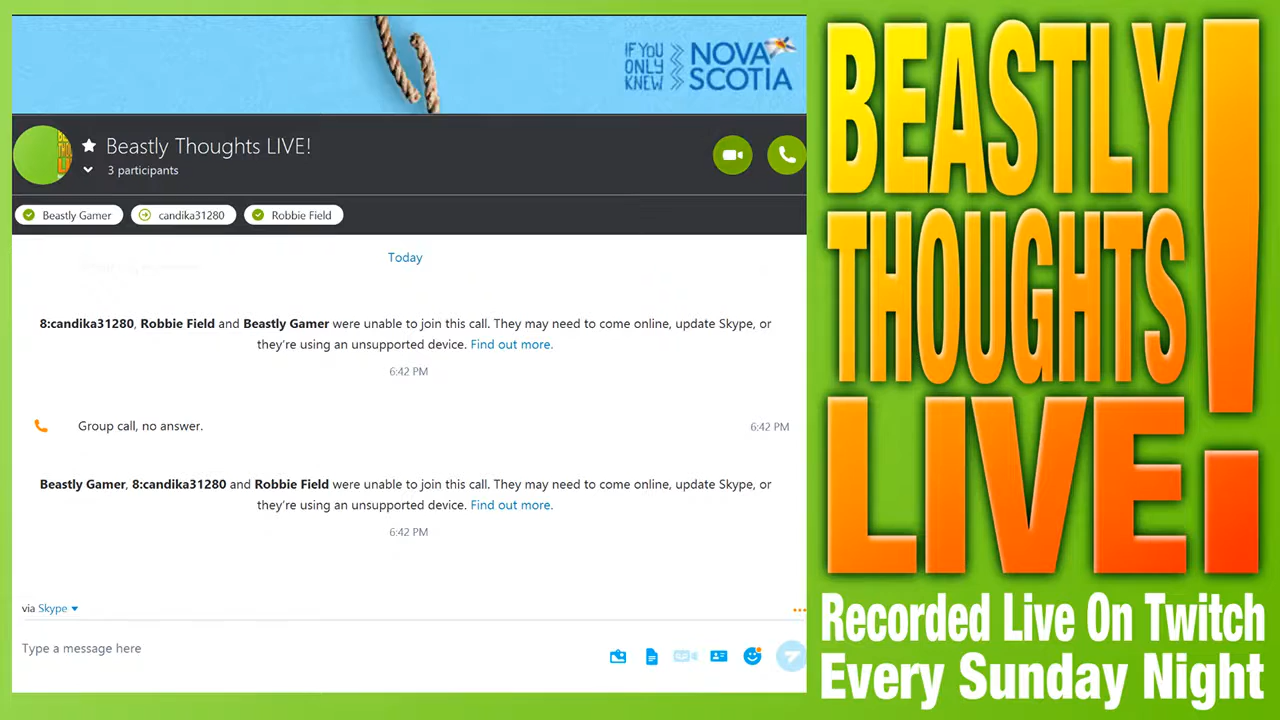 IF YOU
ONLY
KNEW
NOVA
SCOTIA
Beastly Thoughts LIVE!
3 participants
Beastly Gamer
candika31280
Robbie Field
Today
8:candika31280, Robbie Field and Beastly Gamer were unable to join this call. They may need to come online, update Skype, or
they're using an unsupported device. Find out more.
6:42 PM
Group call, no answer.
6:42 PM
Beastly Gamer, 8:candika31280 and Robbie Field were unable to join this call. They may need to come online, update Skype, or
they're using an unsupported device. Find out more.
6:42 PM
via Skype
Type a message here
BEASTLY
THOUGHTS
LIVE!
Recorded Live On Twitch
Every Sunday Night